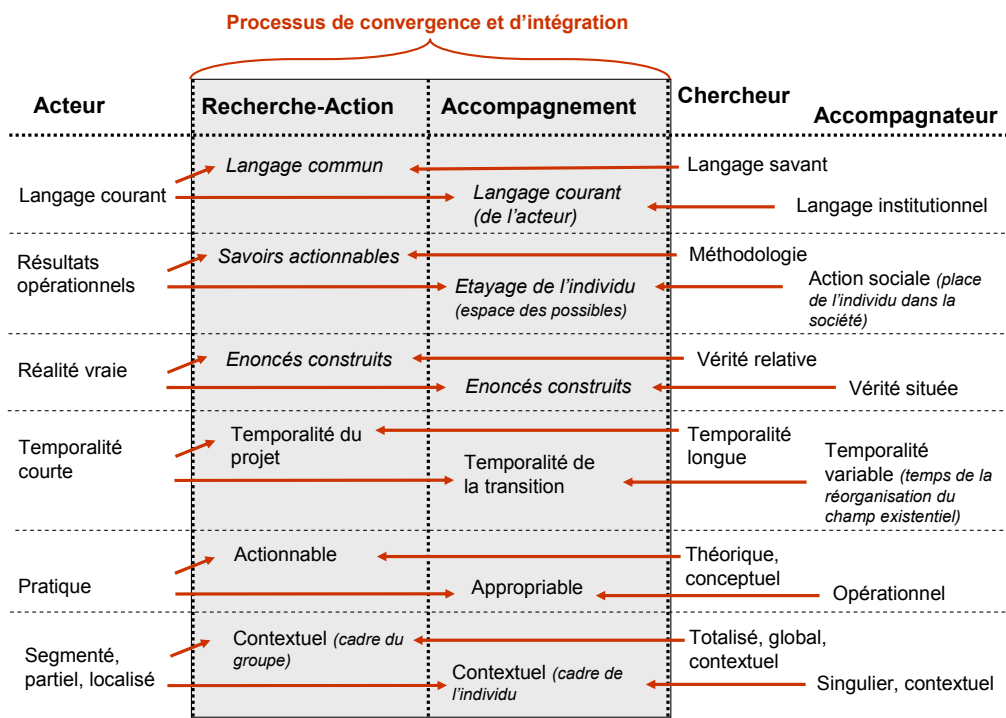 Processus de convergence et d'intégration
Acteur
Recherche-Action
Accompagnement
Chercheur
Accompagnateur
Langage courant
Langage commun
Langage courant
(de l'acteur)
Langage savant
Langage institutionnel
Résultats
opérationnels
Savoirs actionnables
Etayage de l'individu
(espace des possibles)
Méthodologie
Action sociale (place
de l'individu dans la
société)
Réalité vraie
Enoncés construits
Enoncés construits
Vérité relative
Vérité située
Temporalité
courte
Temporalité du
projet
Temporalité de
la transition
Temporalité
longue
Temporalité
variable (temps de la
réorganisation du
champ existentiel)
Pratique
Actionnable
Appropriable
Théorique,
conceptuel
Opérationnel
Segmenté,
partiel, localisé
Contextuel (cadre du
groupe)
Contextuel (cadre de
l'individu
Totalisé, global,
contextuel
Singulier, contextuel